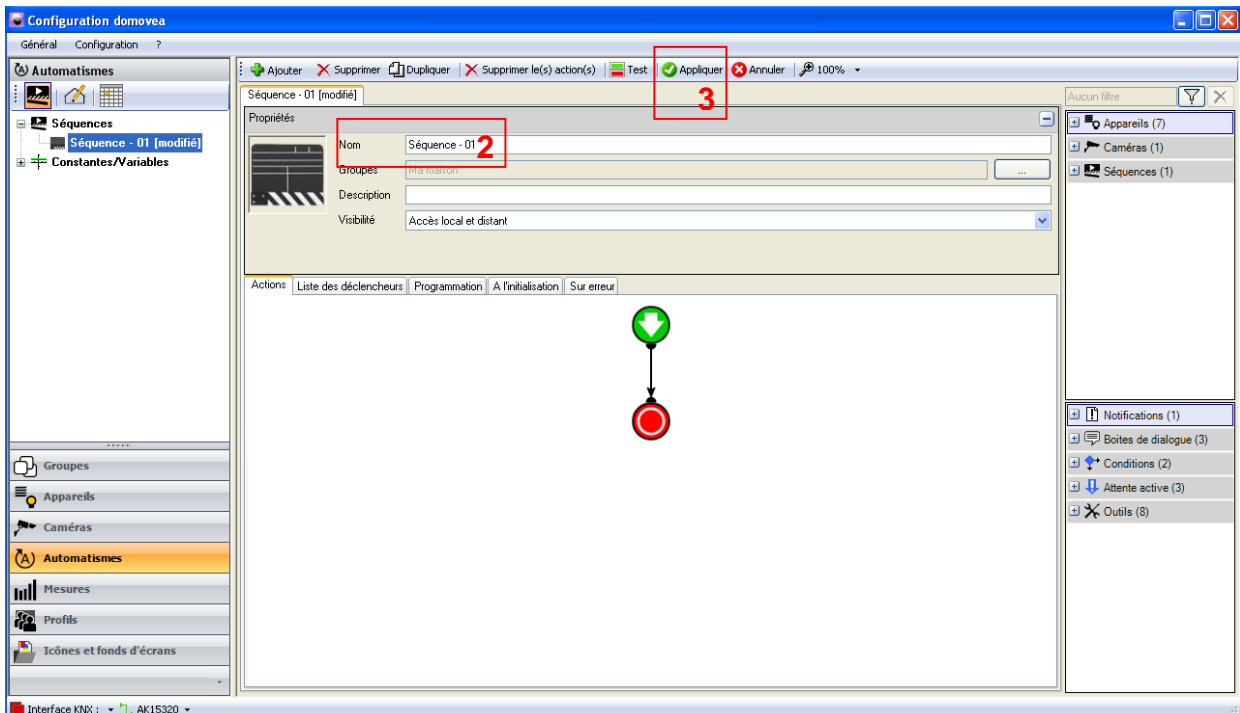 Configuration domovea
Général Configuration ?
Automatismes
Ajouter Supprimer Dupliquer Supprimer le(s) action(s) Test Appliquer Annuler 100%
3
Séquences
Séquence - 01 [modifié]
Constantes/Variables
Séquence - 01 [modifié]
Propriétés
Nom Séquence - 01
2
Groupes Ma maison ...
Description
Visibilité Accès local et distant
Actions Liste des déclencheurs Programmation A l'initialisation Sur erreur
Aucun filtre
Appareils (7)
Caméras (1)
Séquences (1)
Notifications (1)
Boites de dialogue (3)
Conditions (2)
Attente active (3)
Outils (8)
Groupes
Appareils
Caméras
Automatismes
Mesures
Profils
Icônes et fonds d'écrans
Interface KNX : AK15320